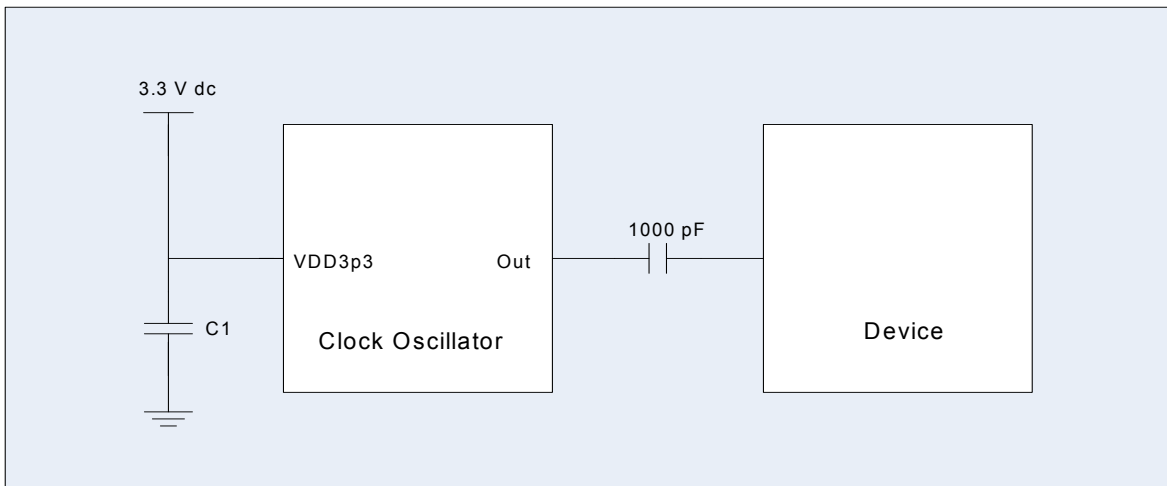 3.3 V dc
1000 pF
VDD3p3
Out
C1
Clock Oscillator
Device